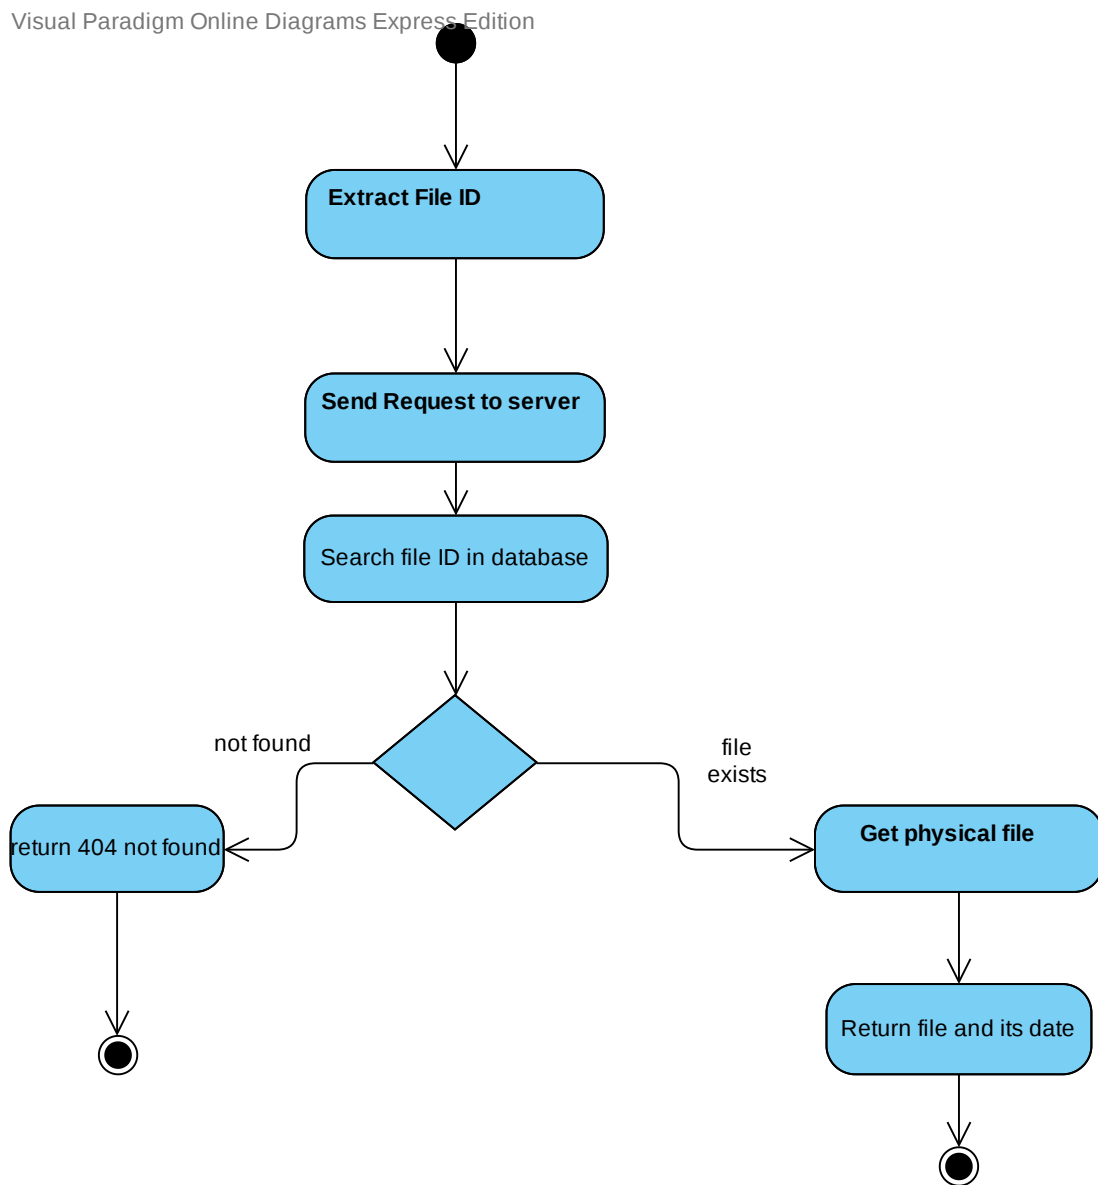 Visual Paradigm Online Diagrams Express Edition
Extract File ID
Send Request to server
Search file ID in database
not found
file
exists
return 404 not found
Get physical file
Return file and its date